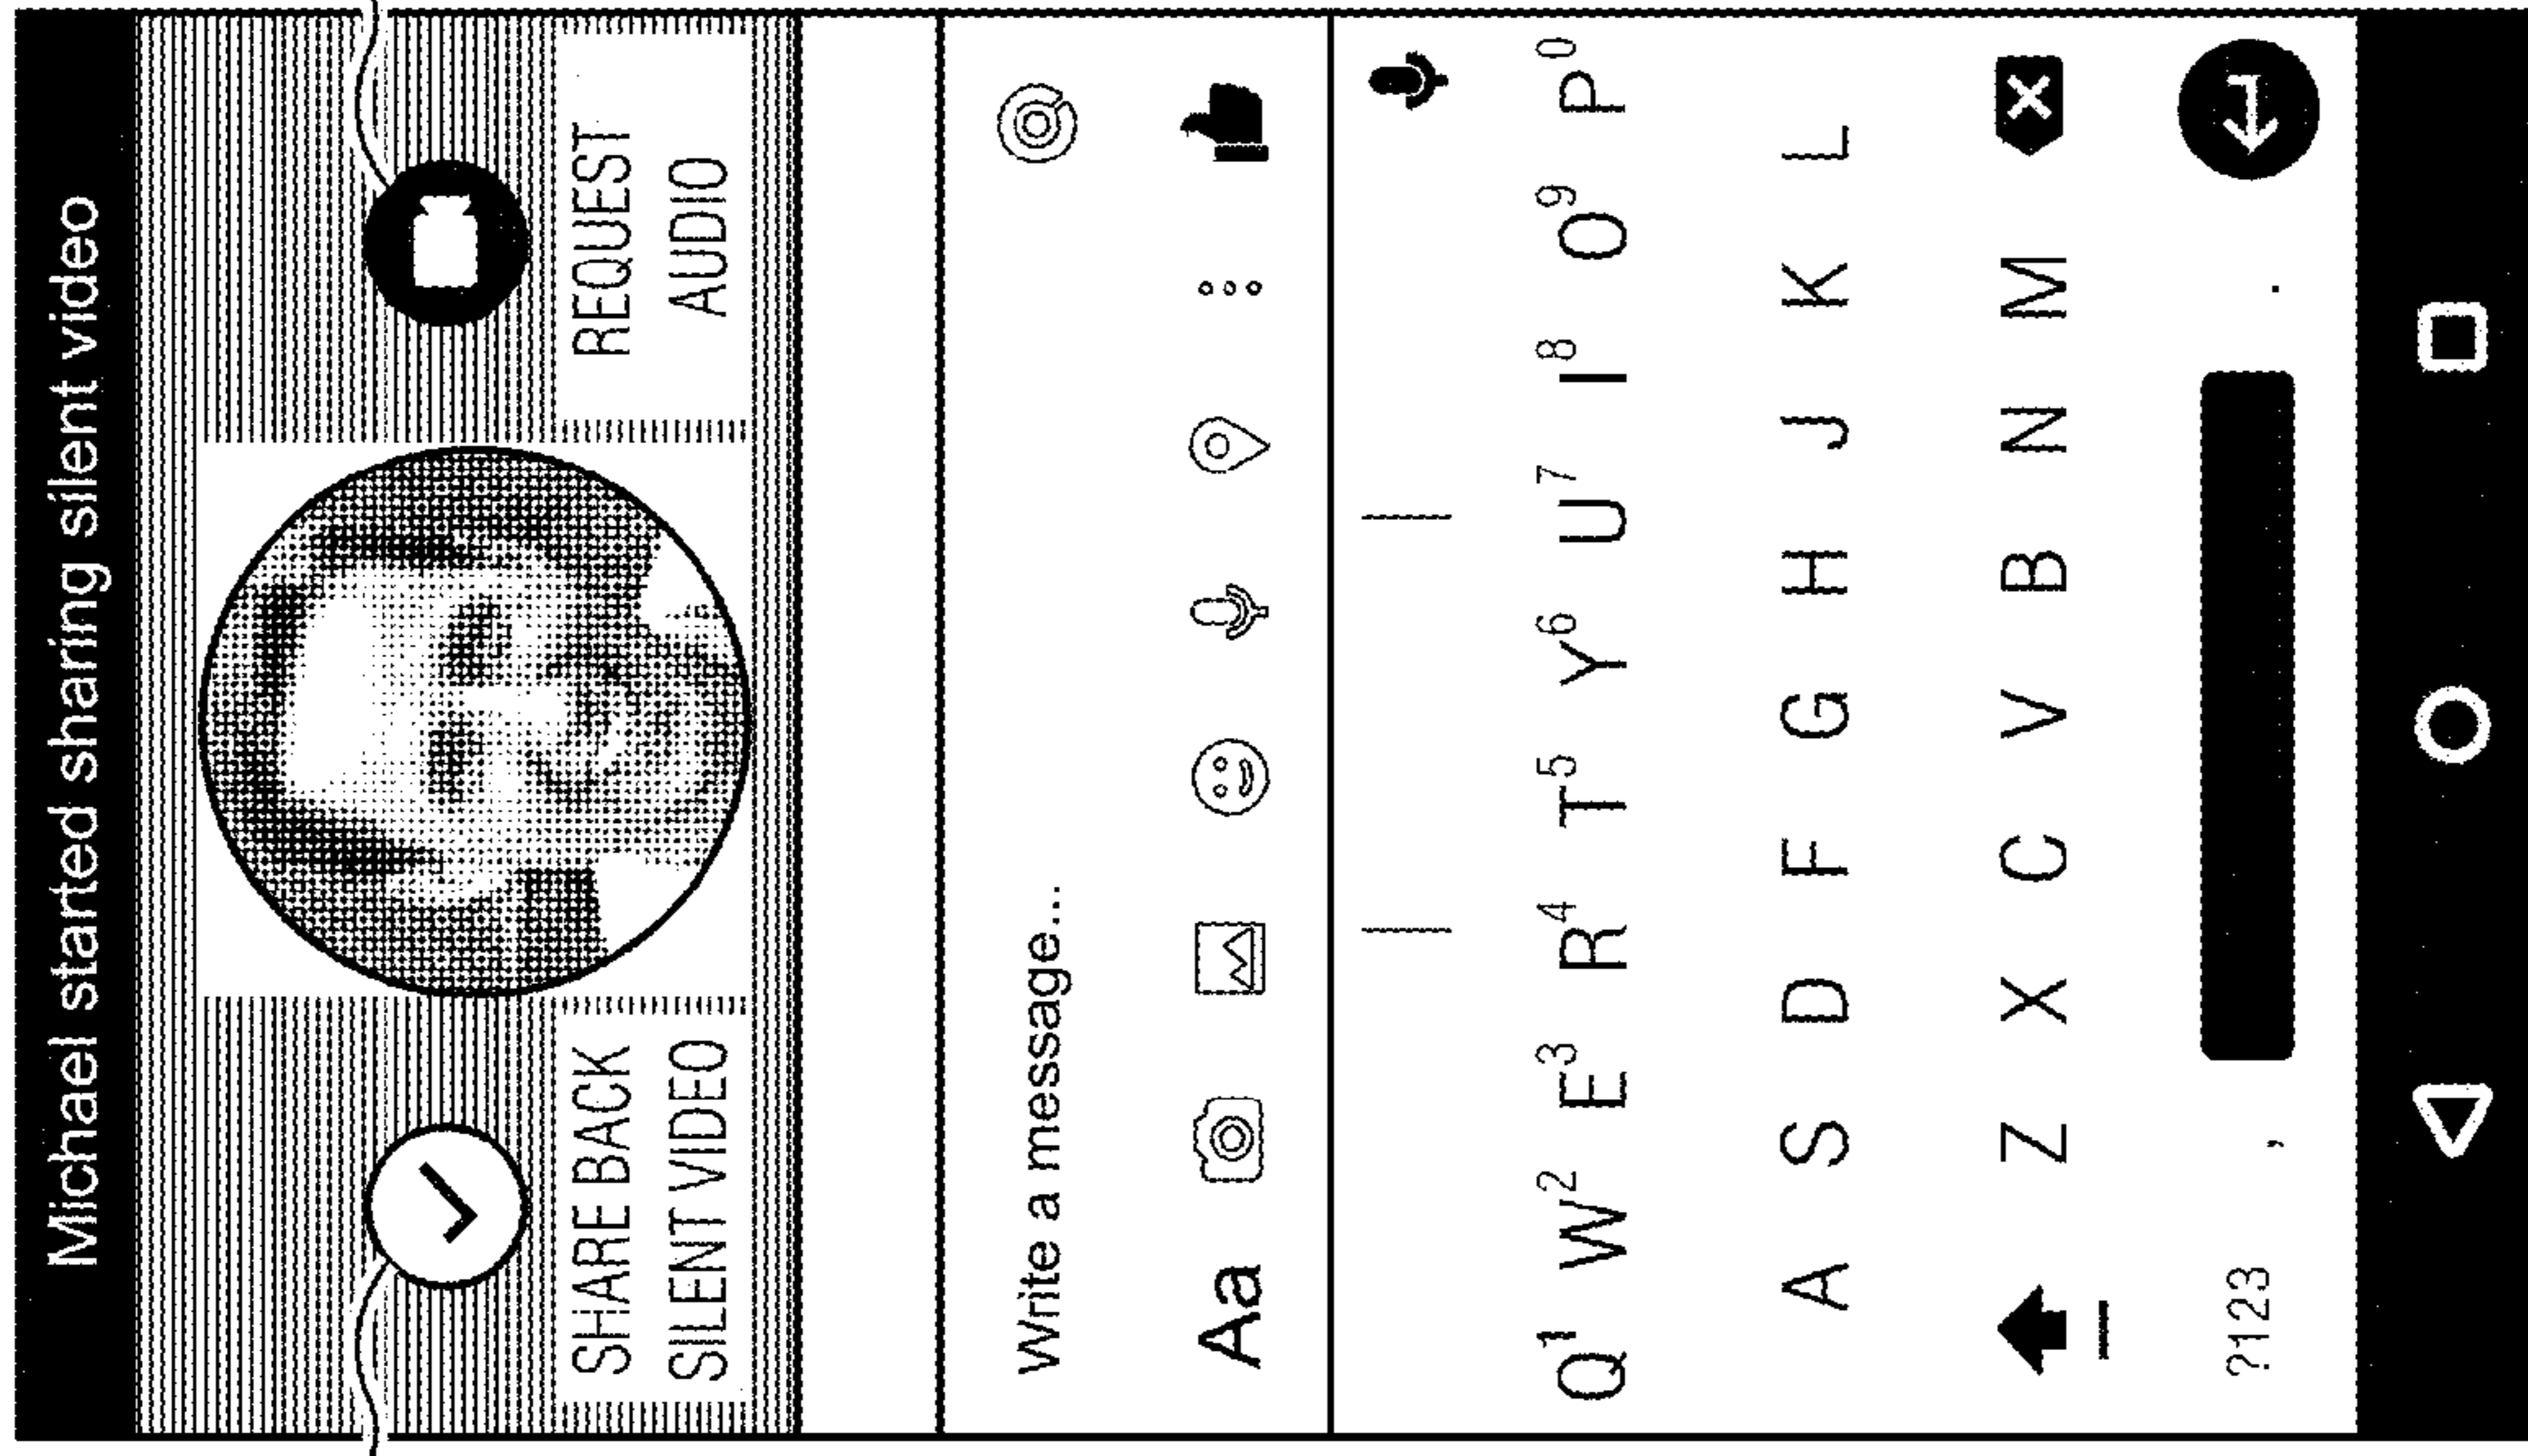 Michael started sharing silent video
SHARE BACK
SILENT VIDEO
REQUEST
AUDIO
Write a message...
Aa
Q1 W2 E3 R4 T5 Y6 U7 I8 O9 P0
A S D F G H J K L
Z X C V B N M
?123 , .